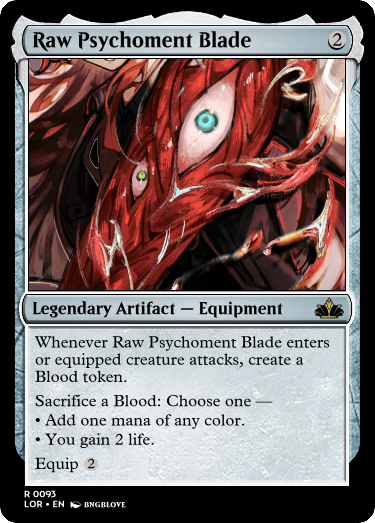 Raw Psychoment Blade 2
Legendary Artifact — Equipment
Whenever Raw Psychoment Blade enters
or equipped creature attacks, create a
Blood token.
Sacrifice a Blood: Choose one —
• Add one mana of any color.
• You gain 2 life.
Equip 2
R 0093
LOR • EN BNGBLOVE